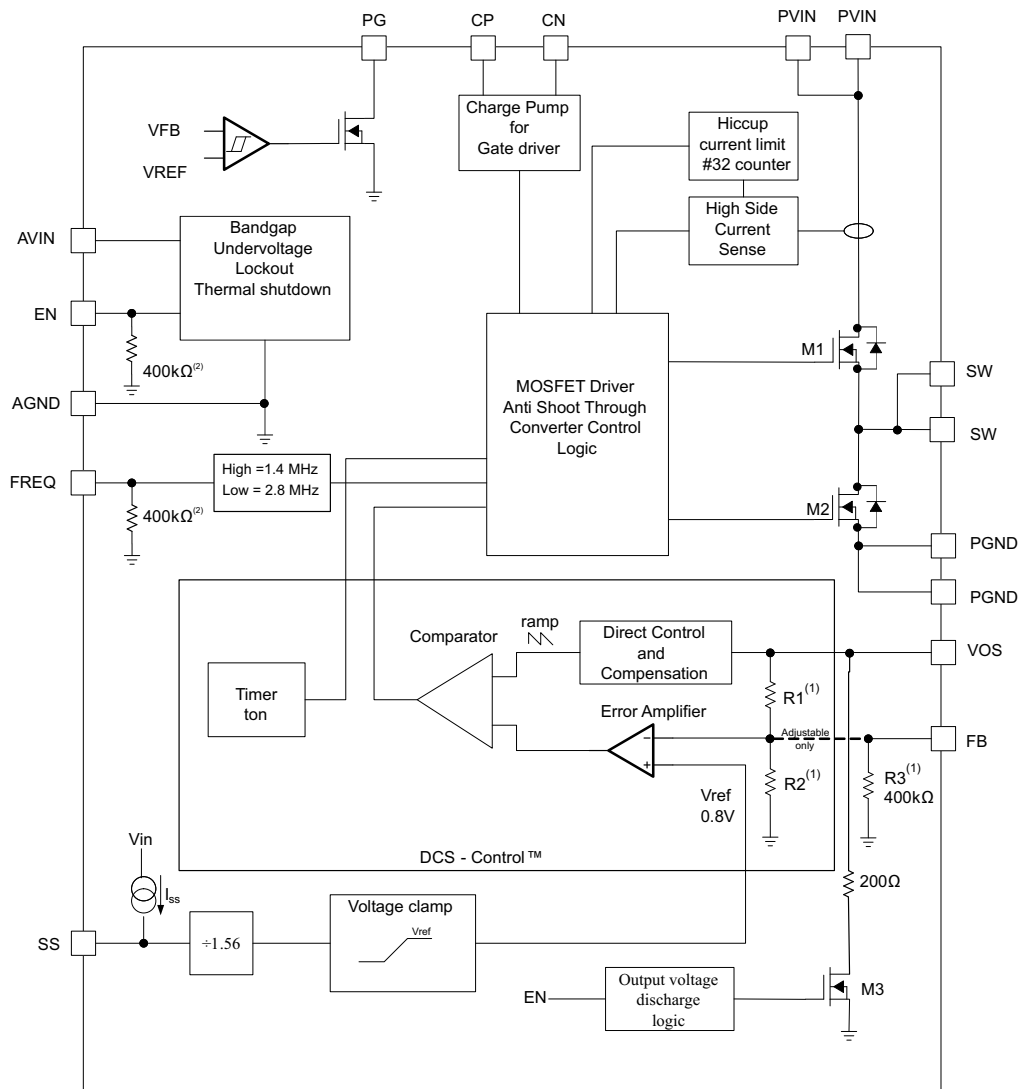 PG
CP
CN
PVIN
PVIN
Charge Pump
for
Gate driver
Hiccup
current limit
#32 counter
VFB
VREF
High Side
Current
Sense
AVIN
Bandgap
Undervoltage
Lockout
Thermal shutdown
EN
400kΩ(2)
M1
SW
MOSFET Driver
Anti Shoot Through
Converter Control
Logic
AGND
SW
FREQ
High =1.4 MHz
Low = 2.8 MHz
400kΩ(2)
M2
PGND
PGND
ramp
Comparator
Direct Control
and
Compensation
VOS
Timer
ton
R1(1)
Error Amplifier
−
+
Adjustable
only
FB
R2(1)
R3(1)
400kΩ
Vref
0.8V
DCS - Control™
Vin
Iss
200Ω
Voltage clamp
Vref
SS
÷1.56
EN
Output voltage
discharge
logic
M3